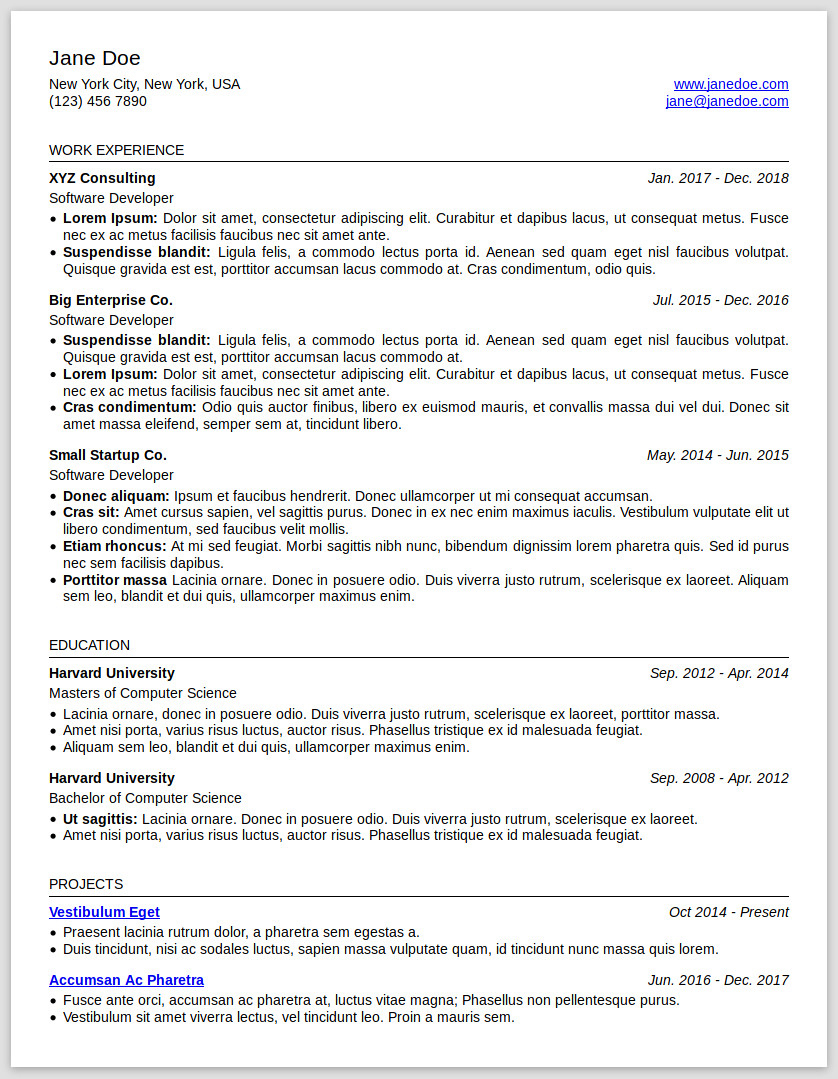 Jane Doe
New York City, New York, USA www.janedoe.com
(123) 456 7890 jane@janedoe.com
WORK EXPERIENCE
XYZ Consulting Jan. 2017 - Dec. 2018
Software Developer
• Lorem Ipsum: Dolor sit amet, consectetur adipiscing elit. Curabitur et dapibus lacus, ut consequat metus. Fusce
nec ex ac metus facilisis faucibus nec sit amet ante.
• Suspendisse blandit: Ligula felis, a commodo lectus porta id. Aenean sed quam eget nisl faucibus volutpat.
Quisque gravida est est, porttitor accumsan lacus commodo at. Cras condimentum, odio quis.
Big Enterprise Co. Jul. 2015 - Dec. 2016
Software Developer
• Suspendisse blandit: Ligula felis, a commodo lectus porta id. Aenean sed quam eget nisl faucibus volutpat.
Quisque gravida est est, porttitor accumsan lacus commodo at.
• Lorem Ipsum: Dolor sit amet, consectetur adipiscing elit. Curabitur et dapibus lacus, ut consequat metus. Fusce
nec ex ac metus facilisis faucibus nec sit amet ante.
• Cras condimentum: Odio quis auctor finibus, libero ex euismod mauris, et convallis massa dui vel dui. Donec sit
amet massa eleifend, semper sem at, tincidunt libero.
Small Startup Co. May. 2014 - Jun. 2015
Software Developer
• Donec aliquam: Ipsum et faucibus hendrerit. Donec ullamcorper ut mi consequat accumsan.
• Cras sit: Amet cursus sapien, vel sagittis purus. Donec in ex nec enim maximus iaculis. Vestibulum vulputate elit ut
libero condimentum, sed faucibus velit mollis.
• Etiam rhoncus: At mi sed feugiat. Morbi sagittis nibh nunc, bibendum dignissim lorem pharetra quis. Sed id purus
nec sem facilisis dapibus.
• Porttitor massa Lacinia ornare. Donec in posuere odio. Duis viverra justo rutrum, scelerisque ex laoreet. Aliquam
sem leo, blandit et dui quis, ullamcorper maximus enim.
EDUCATION
Harvard University Sep. 2012 - Apr. 2014
Masters of Computer Science
• Lacinia ornare, donec in posuere odio. Duis viverra justo rutrum, scelerisque ex laoreet, porttitor massa.
• Amet nisi porta, varius risus luctus, auctor risus. Phasellus tristique ex id malesuada feugiat.
• Aliquam sem leo, blandit et dui quis, ullamcorper maximus enim.
Harvard University Sep. 2008 - Apr. 2012
Bachelor of Computer Science
• Ut sagittis: Lacinia ornare. Donec in posuere odio. Duis viverra justo rutrum, scelerisque ex laoreet.
• Amet nisi porta, varius risus luctus, auctor risus. Phasellus tristique ex id malesuada feugiat.
PROJECTS
Vestibulum Eget Oct 2014 - Present
• Praesent lacinia rutrum dolor, a pharetra sem egestas a.
• Duis tincidunt, nisi ac sodales luctus, sapien massa vulputate quam, id tincidunt nunc massa quis lorem.
Accumsan Ac Pharetra Jun. 2016 - Dec. 2017
• Fusce ante orci, accumsan ac pharetra at, luctus vitae magna; Phasellus non pellentesque purus.
• Vestibulum sit amet viverra lectus, vel tincidunt leo. Proin a mauris sem.